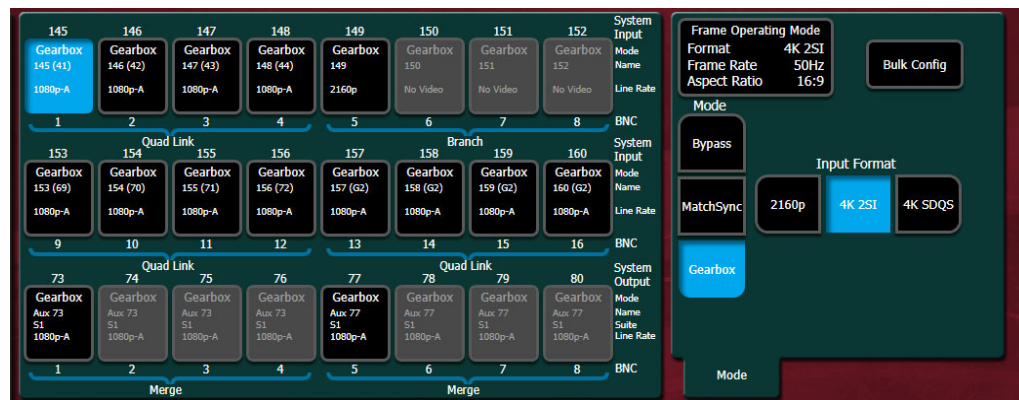 145 146 147 148 149 150 151 152 System Input
Gearbox Gearbox Gearbox Gearbox Gearbox Gearbox Gearbox Gearbox Mode
145 (41) 146 (42) 147 (43) 148 (44) 149 150 151 152 Name
1080p-A 1080p-A 1080p-A 1080p-A 2160p No Video No Video No Video Line Rate
1 2 3 4 5 6 7 8 BNC
Quad Link Branch
153 154 155 156 157 158 159 160 System Input
Gearbox Gearbox Gearbox Gearbox Gearbox Gearbox Gearbox Gearbox Mode
153 (69) 154 (70) 155 (71) 156 (72) 157 (G2) 158 (G2) 159 (G2) 160 (G2) Name
1080p-A 1080p-A 1080p-A 1080p-A 1080p-A 1080p-A 1080p-A 1080p-A Line Rate
9 10 11 12 13 14 15 16 BNC
Quad Link Quad Link
73 74 75 76 77 78 79 80 System Output
Gearbox Gearbox Gearbox Gearbox Gearbox Gearbox Gearbox Gearbox Mode
Aux 73 Aux 73 Aux 73 Aux 73 Aux 77 Aux 77 Aux 77 Aux 77 Name
S1 S1 S1 S1 S1 S1 S1 S1 Suite
1080p-A 1080p-A 1080p-A 1080p-A 1080p-A 1080p-A 1080p-A 1080p-A Line Rate
1 2 3 4 5 6 7 8 BNC
Merge Merge
Frame Operating Mode
Format 4K 2SI
Frame Rate 50Hz
Aspect Ratio 16:9
Bulk Config
Mode
Bypass
Input Format
MatchSync 2160p 4K 2SI 4K SDQS
Gearbox
Mode